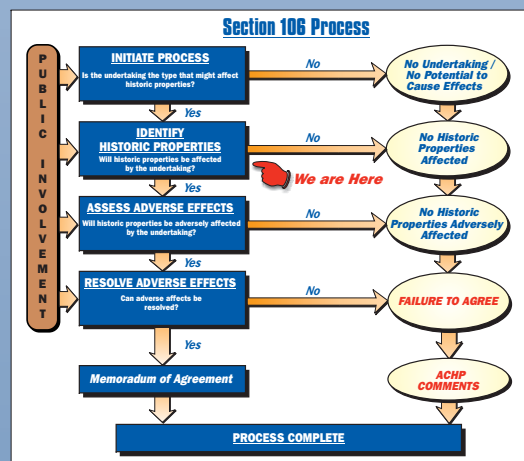 Section 106 Process
PUBLIC INVOLVEMENT
INITIATE PROCESS
Is the undertaking the type that might affect
historic properties?
No
No Undertaking /
No Potential to
Cause Effects
Yes
IDENTIFY
HISTORIC PROPERTIES
Will historic properties be affected
by the undertaking?
No
No Historic
Properties
Affected
We are Here
Yes
ASSESS ADVERSE EFFECTS
Will historic properties be adversely affected
by the undertaking?
No
No Historic
Properties Adversely
Affected
Yes
RESOLVE ADVERSE EFFECTS
Can adverse affects be
resolved?
No
FAILURE TO AGREE
Yes
Memoradum of Agreement
ACHP
COMMENTS
PROCESS COMPLETE